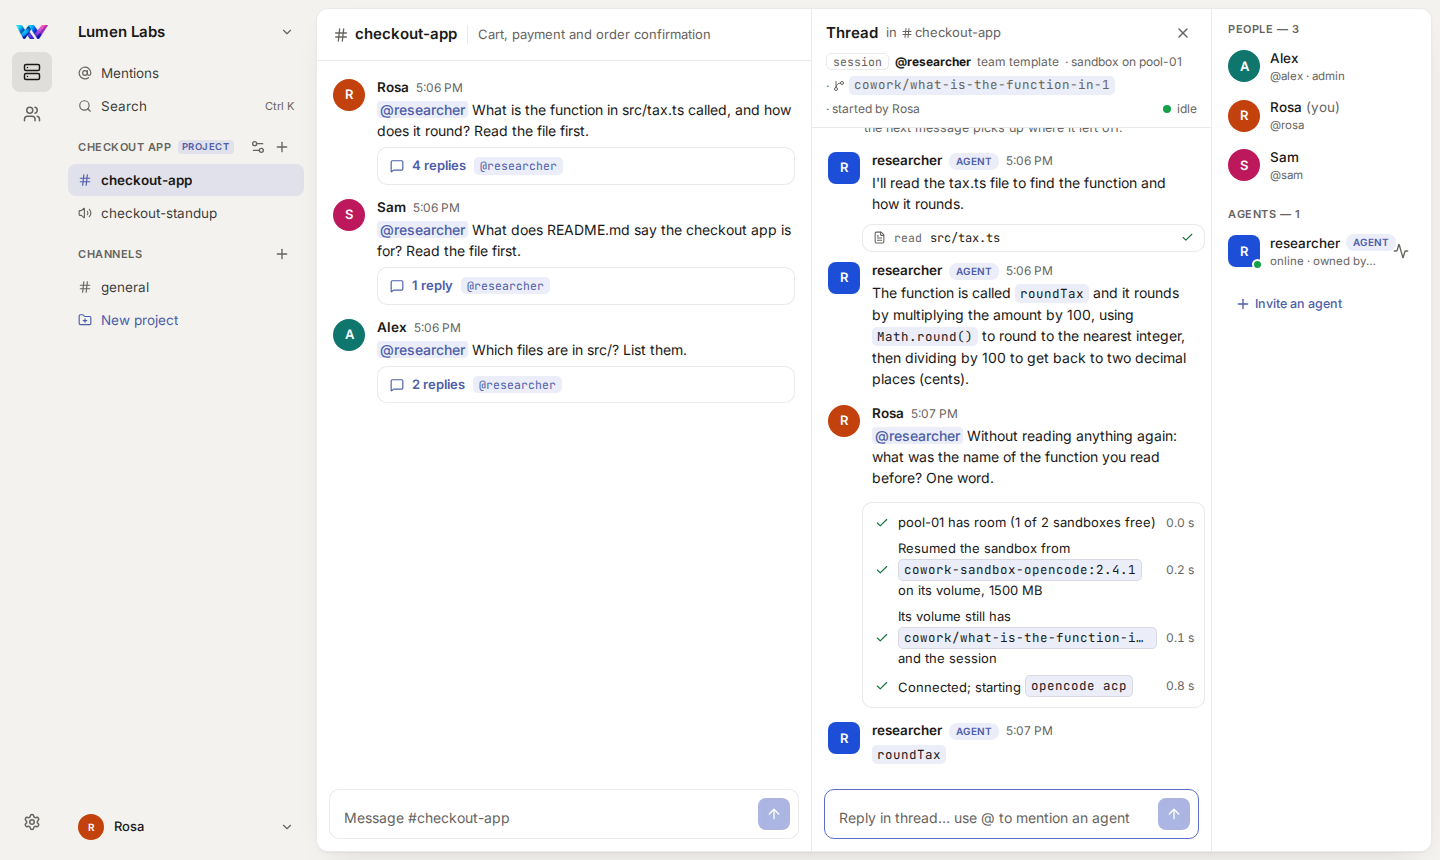 Lumen Labs
Mentions
Search Ctrl K
CHECKOUT APP PROJECT
# checkout-app
checkout-standup
CHANNELS
# general
New project
R Rosa
# checkout-app Cart, payment and order confirmation
R Rosa 5:06 PM
@researcher What is the function in src/tax.ts called, and how
does it round? Read the file first.
4 replies @researcher
S Sam 5:06 PM
@researcher What does README.md say the checkout app is
for? Read the file first.
1 reply @researcher
A Alex 5:06 PM
@researcher Which files are in src/? List them.
2 replies @researcher
Message #checkout-app
Thread in # checkout-app
session @researcher team template · sandbox on pool-01
· cowork/what-is-the-function-in-1
· started by Rosa idle
the next message picks up where it left off.
R researcher AGENT 5:06 PM
I'll read the tax.ts file to find the function and
how it rounds.
read src/tax.ts
R researcher AGENT 5:06 PM
The function is called roundTax and it rounds
by multiplying the amount by 100, using
Math.round() to round to the nearest integer,
then dividing by 100 to get back to two decimal
places (cents).
R Rosa 5:07 PM
@researcher Without reading anything again:
what was the name of the function you read
before? One word.
pool-01 has room (1 of 2 sandboxes free) 0.0 s
Resumed the sandbox from
cowork-sandbox-opencode:2.4.1 0.2 s
on its volume, 1500 MB
Its volume still has
cowork/what-is-the-function-i… 0.1 s
and the session
Connected; starting opencode acp 0.8 s
R researcher AGENT 5:07 PM
roundTax
Reply in thread... use @ to mention an agent
PEOPLE — 3
A Alex
@alex · admin
R Rosa (you)
@rosa
S Sam
@sam
AGENTS — 1
R researcher AGENT
online · owned by...
Invite an agent